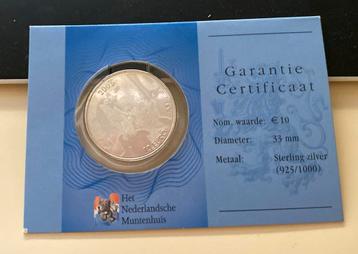 Garantie
Certificaat
Nom. waarde: € 10
Diameter: 33 mm
Metaal: Sterling zilver
(925/1000)
Het
Nederlandsche
Muntenhuis